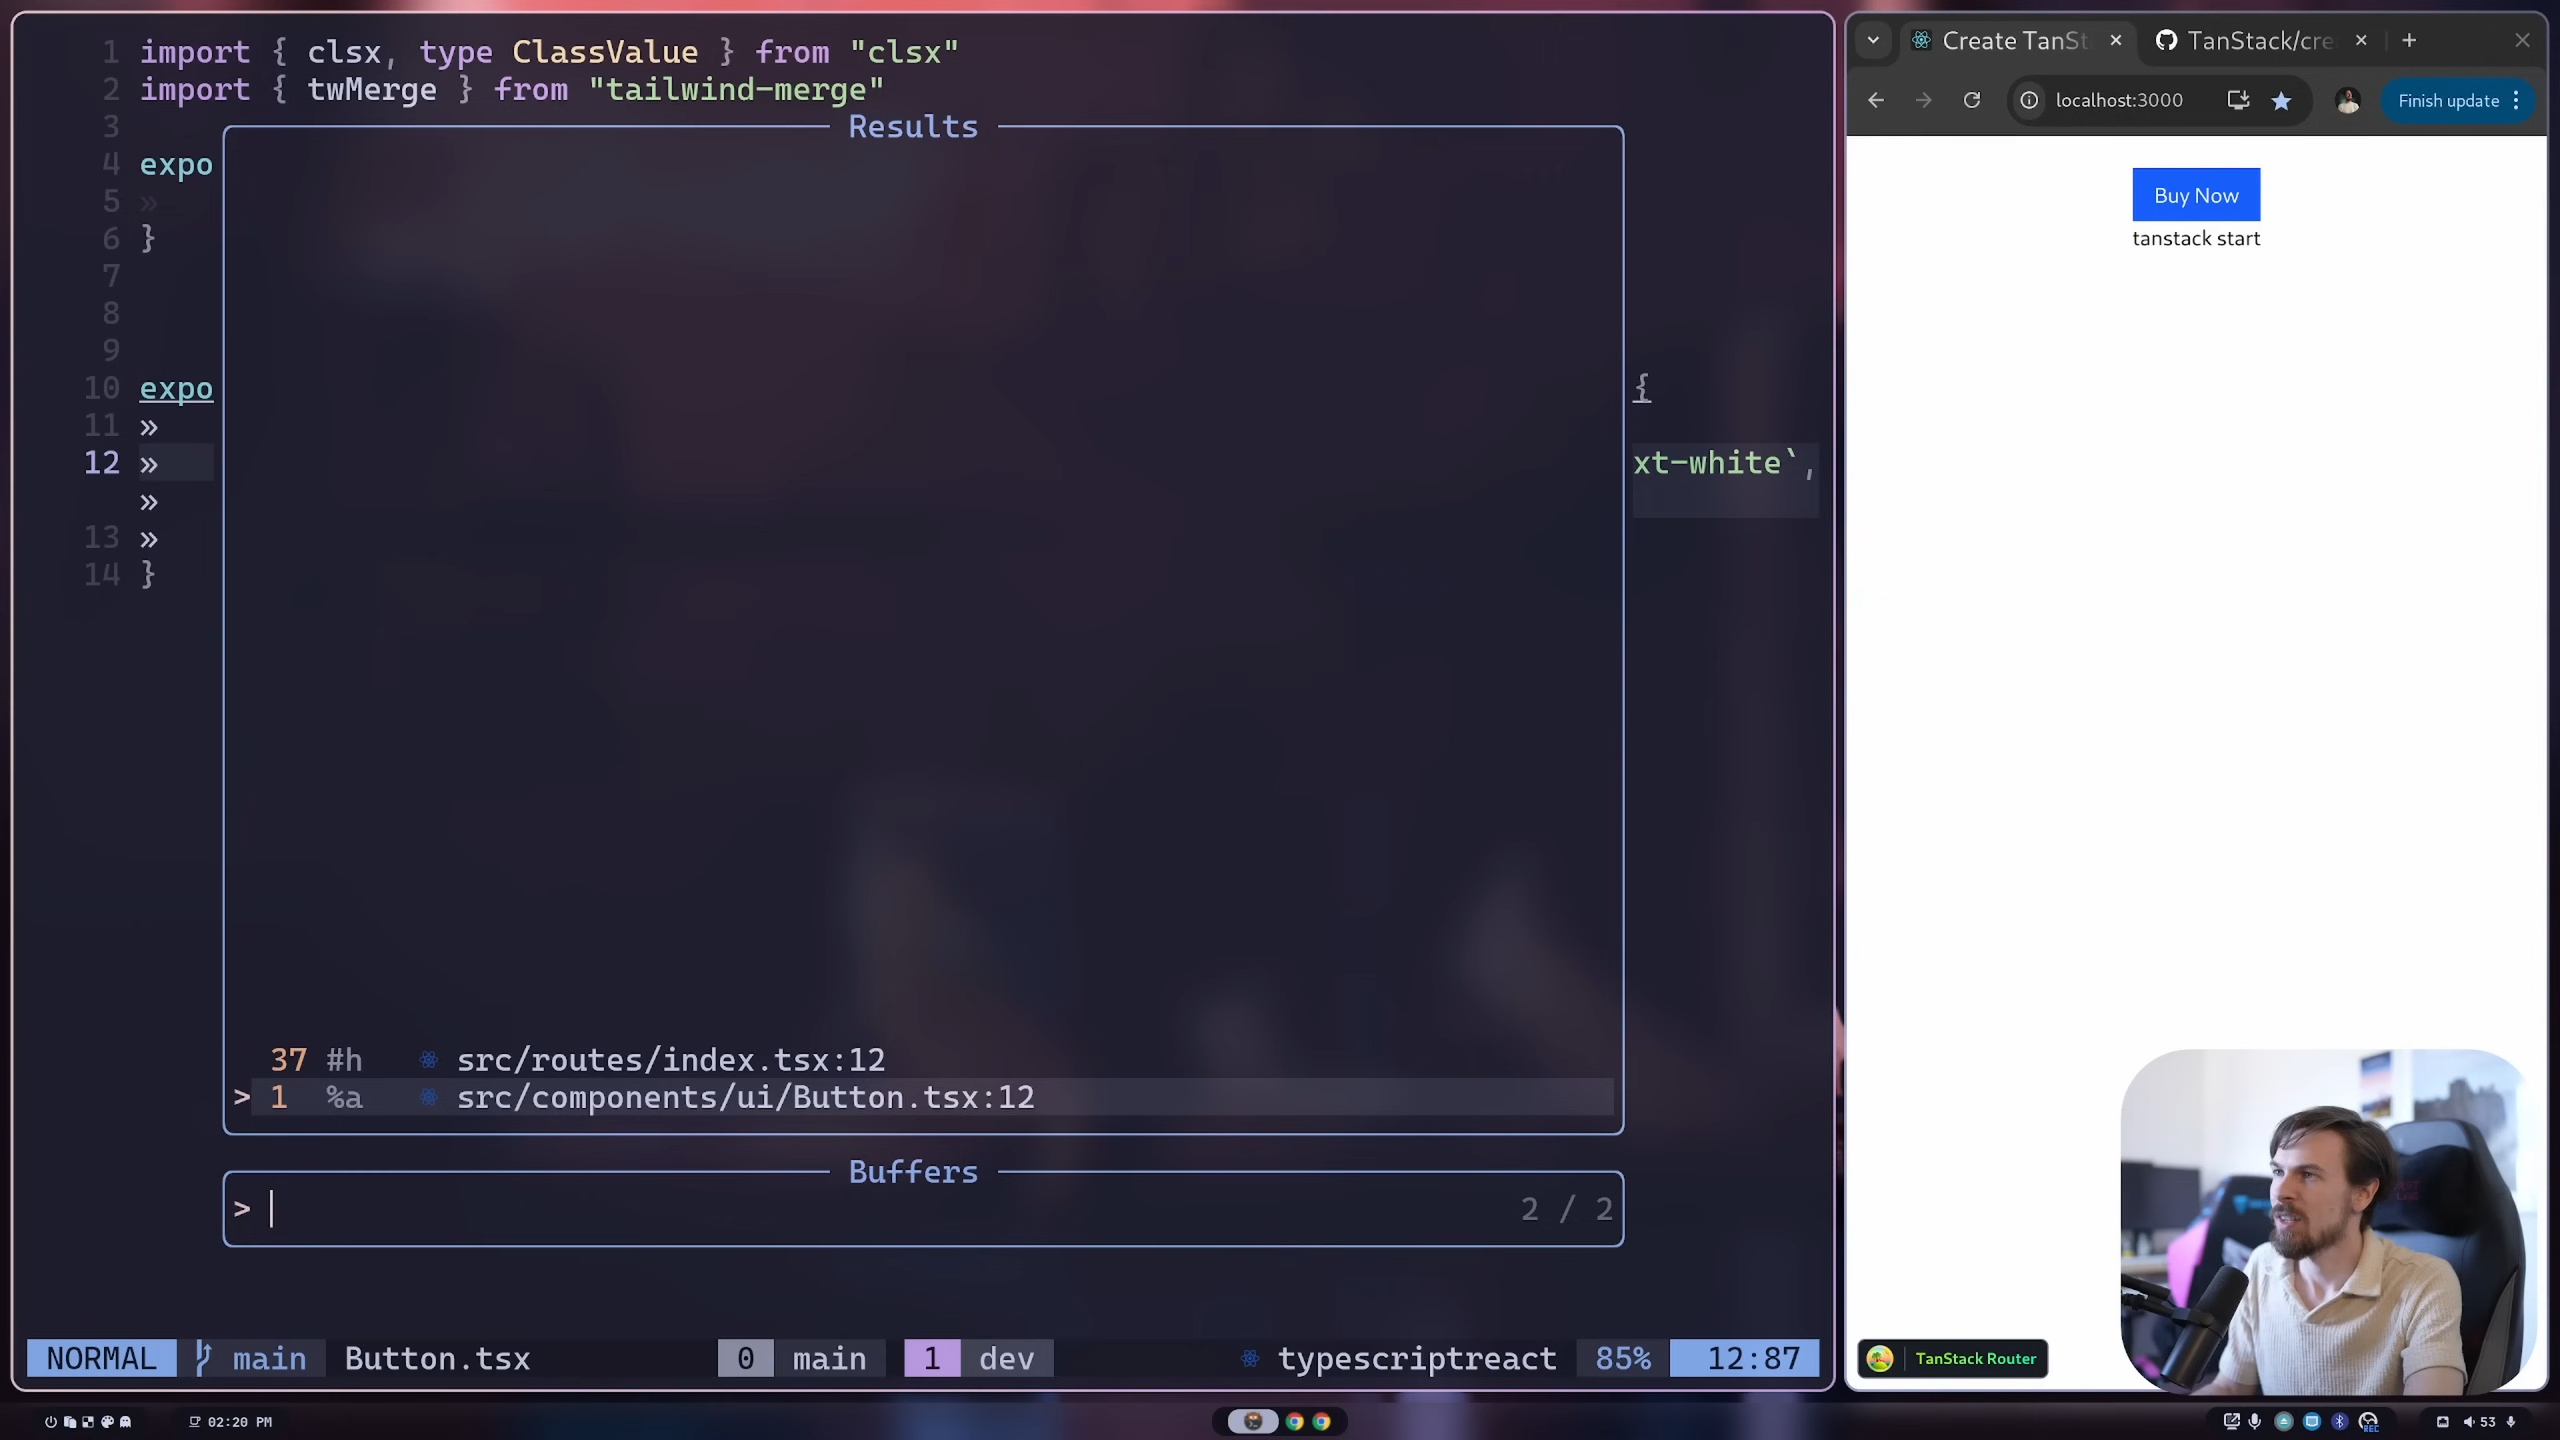 1 import { clsx, type ClassValue } from "clsx"
2 import { twMerge } from "tailwind-merge"
3
4 expo
5 »
6 }
7
8
9
10 expo {
11 »
12 » xt-white`,
»
13 »
14 }
Results
37 #h src/routes/index.tsx:12
> 1 %a src/components/ui/Button.tsx:12
Buffers
> 2 / 2
NORMAL main Button.tsx 0 main 1 dev typescriptreact 85% 12:87
Create TanSt TanStack/cre
localhost:3000 Finish update
Buy Now
tanstack start
TanStack Router
02:20 PM
REC 53